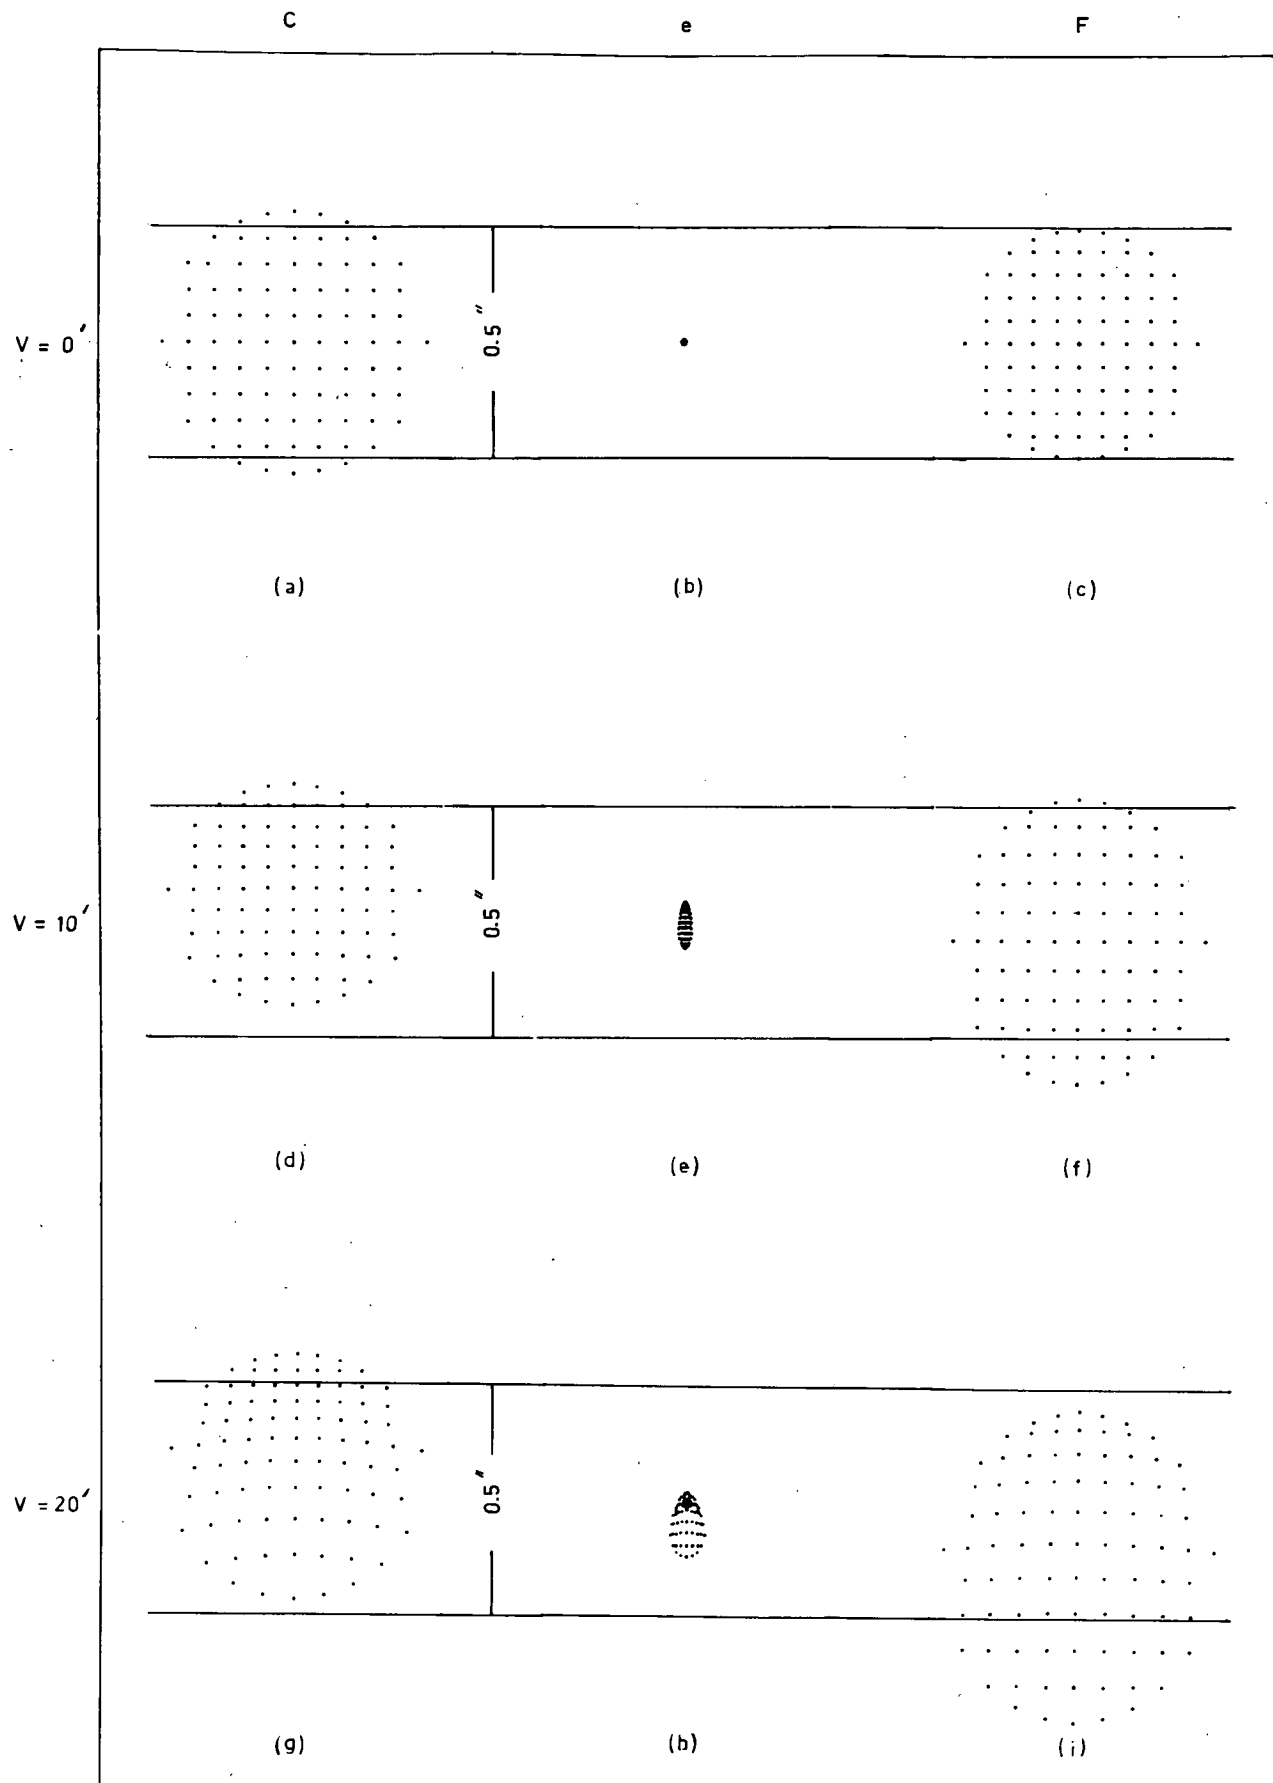 C e F
V = 0′ 0.5″
(a) (b) (c)
V = 10′ 0.5″
(d) (e) (f)
V = 20′ 0.5″
(g) (h) (i)